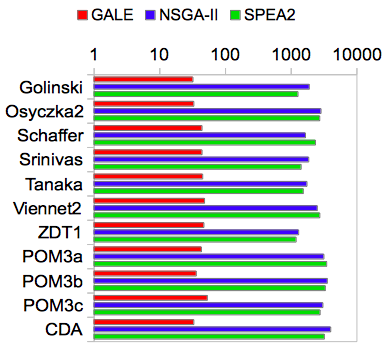 GALE NSGA-II SPEA2
1 10 100 1000 10000
Golinski
Osyczka2
Schaffer
Srinivas
Tanaka
Viennet2
ZDT1
POM3a
POM3b
POM3c
CDA